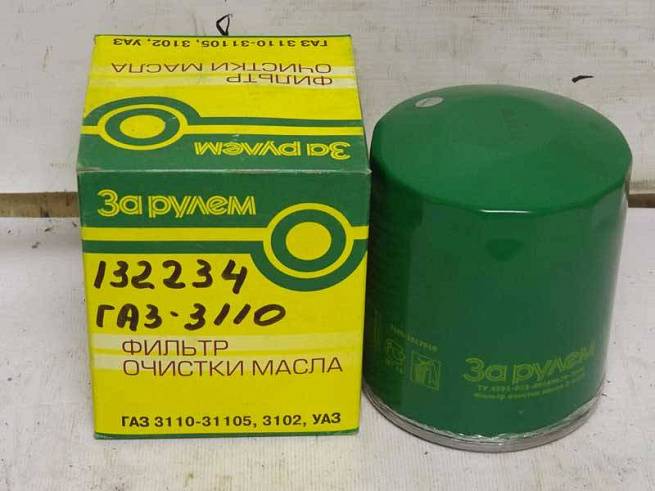 ГАЗ 3110-31105, 3102, УАЗ
ФИЛЬТР
ОЧИСТКИ МАСЛА
За рулем
За рулем
132234
ГАЗ-3110
ФИЛЬТР
ОЧИСТКИ МАСЛА
ГАЗ 3110-31105, 3102, УАЗ
За рулем